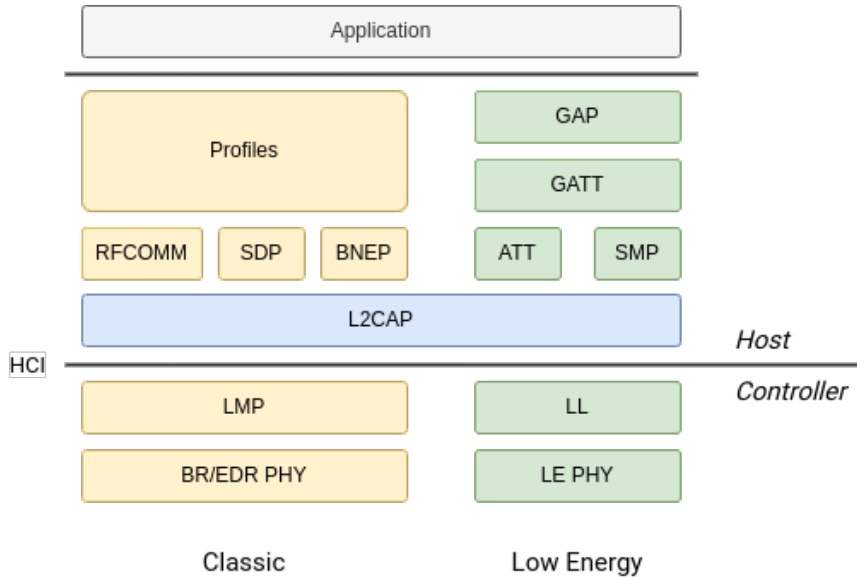 Application
Profiles
GAP
GATT
RFCOMM
SDP
BNEP
ATT
SMP
L2CAP
Host
HCI
Controller
LMP
LL
BR/EDR PHY
LE PHY
Classic
Low Energy